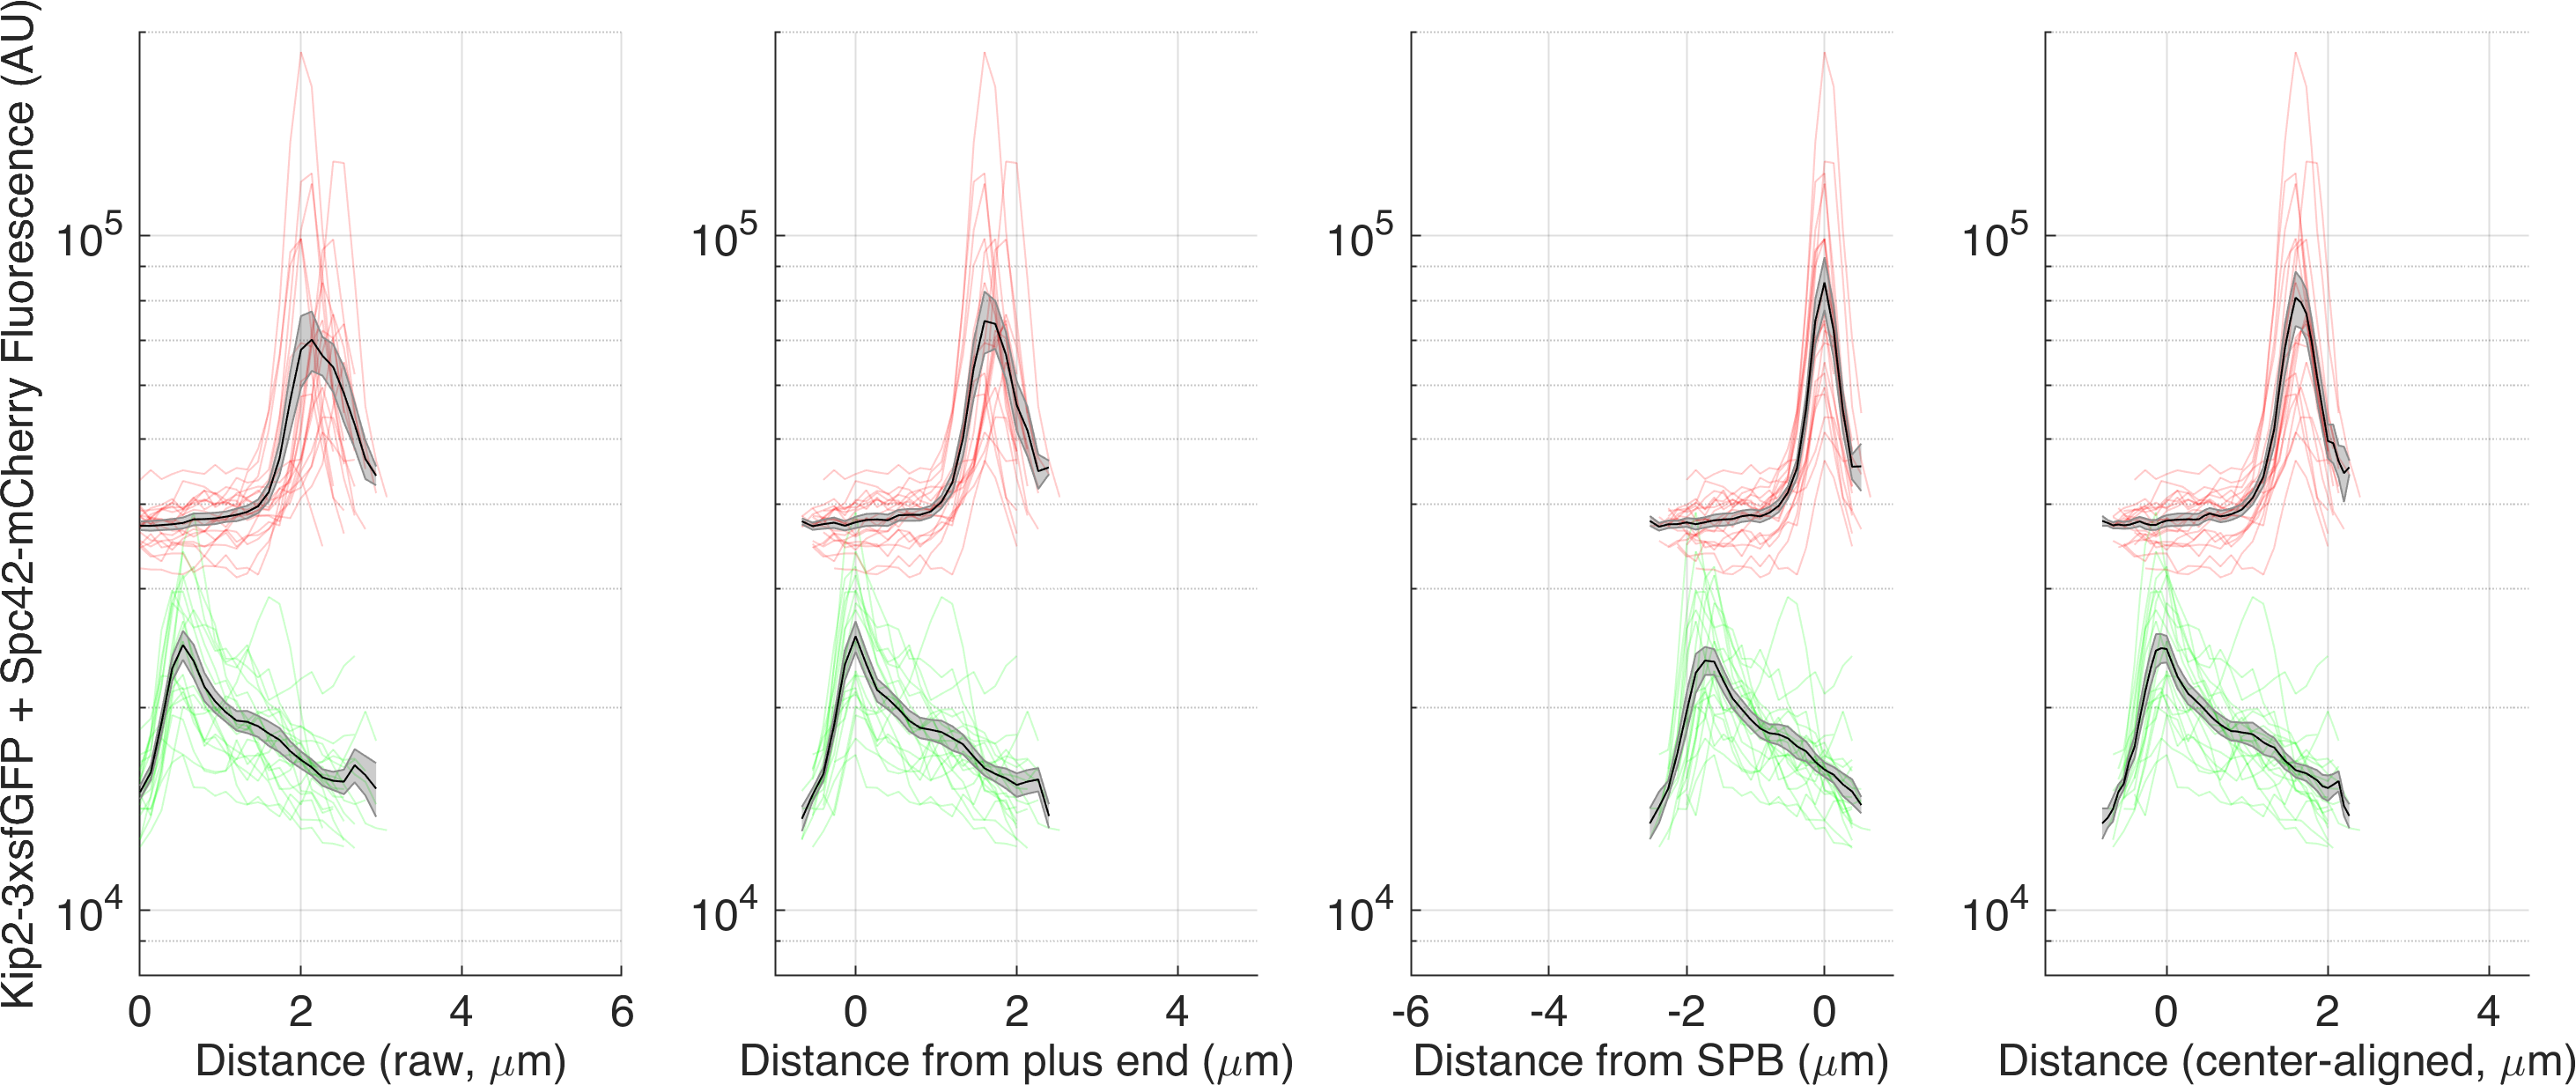 Kip2-3xsfGFP + Spc42-mCherry Fluorescence (AU)
10^5
10^4
0 2 4 6
Distance (raw, μm)
10^5
10^4
0 2 4
Distance from plus end (μm)
10^5
10^4
-6 -4 -2 0
Distance from SPB (μm)
10^5
10^4
0 2 4
Distance (center-aligned, μm)